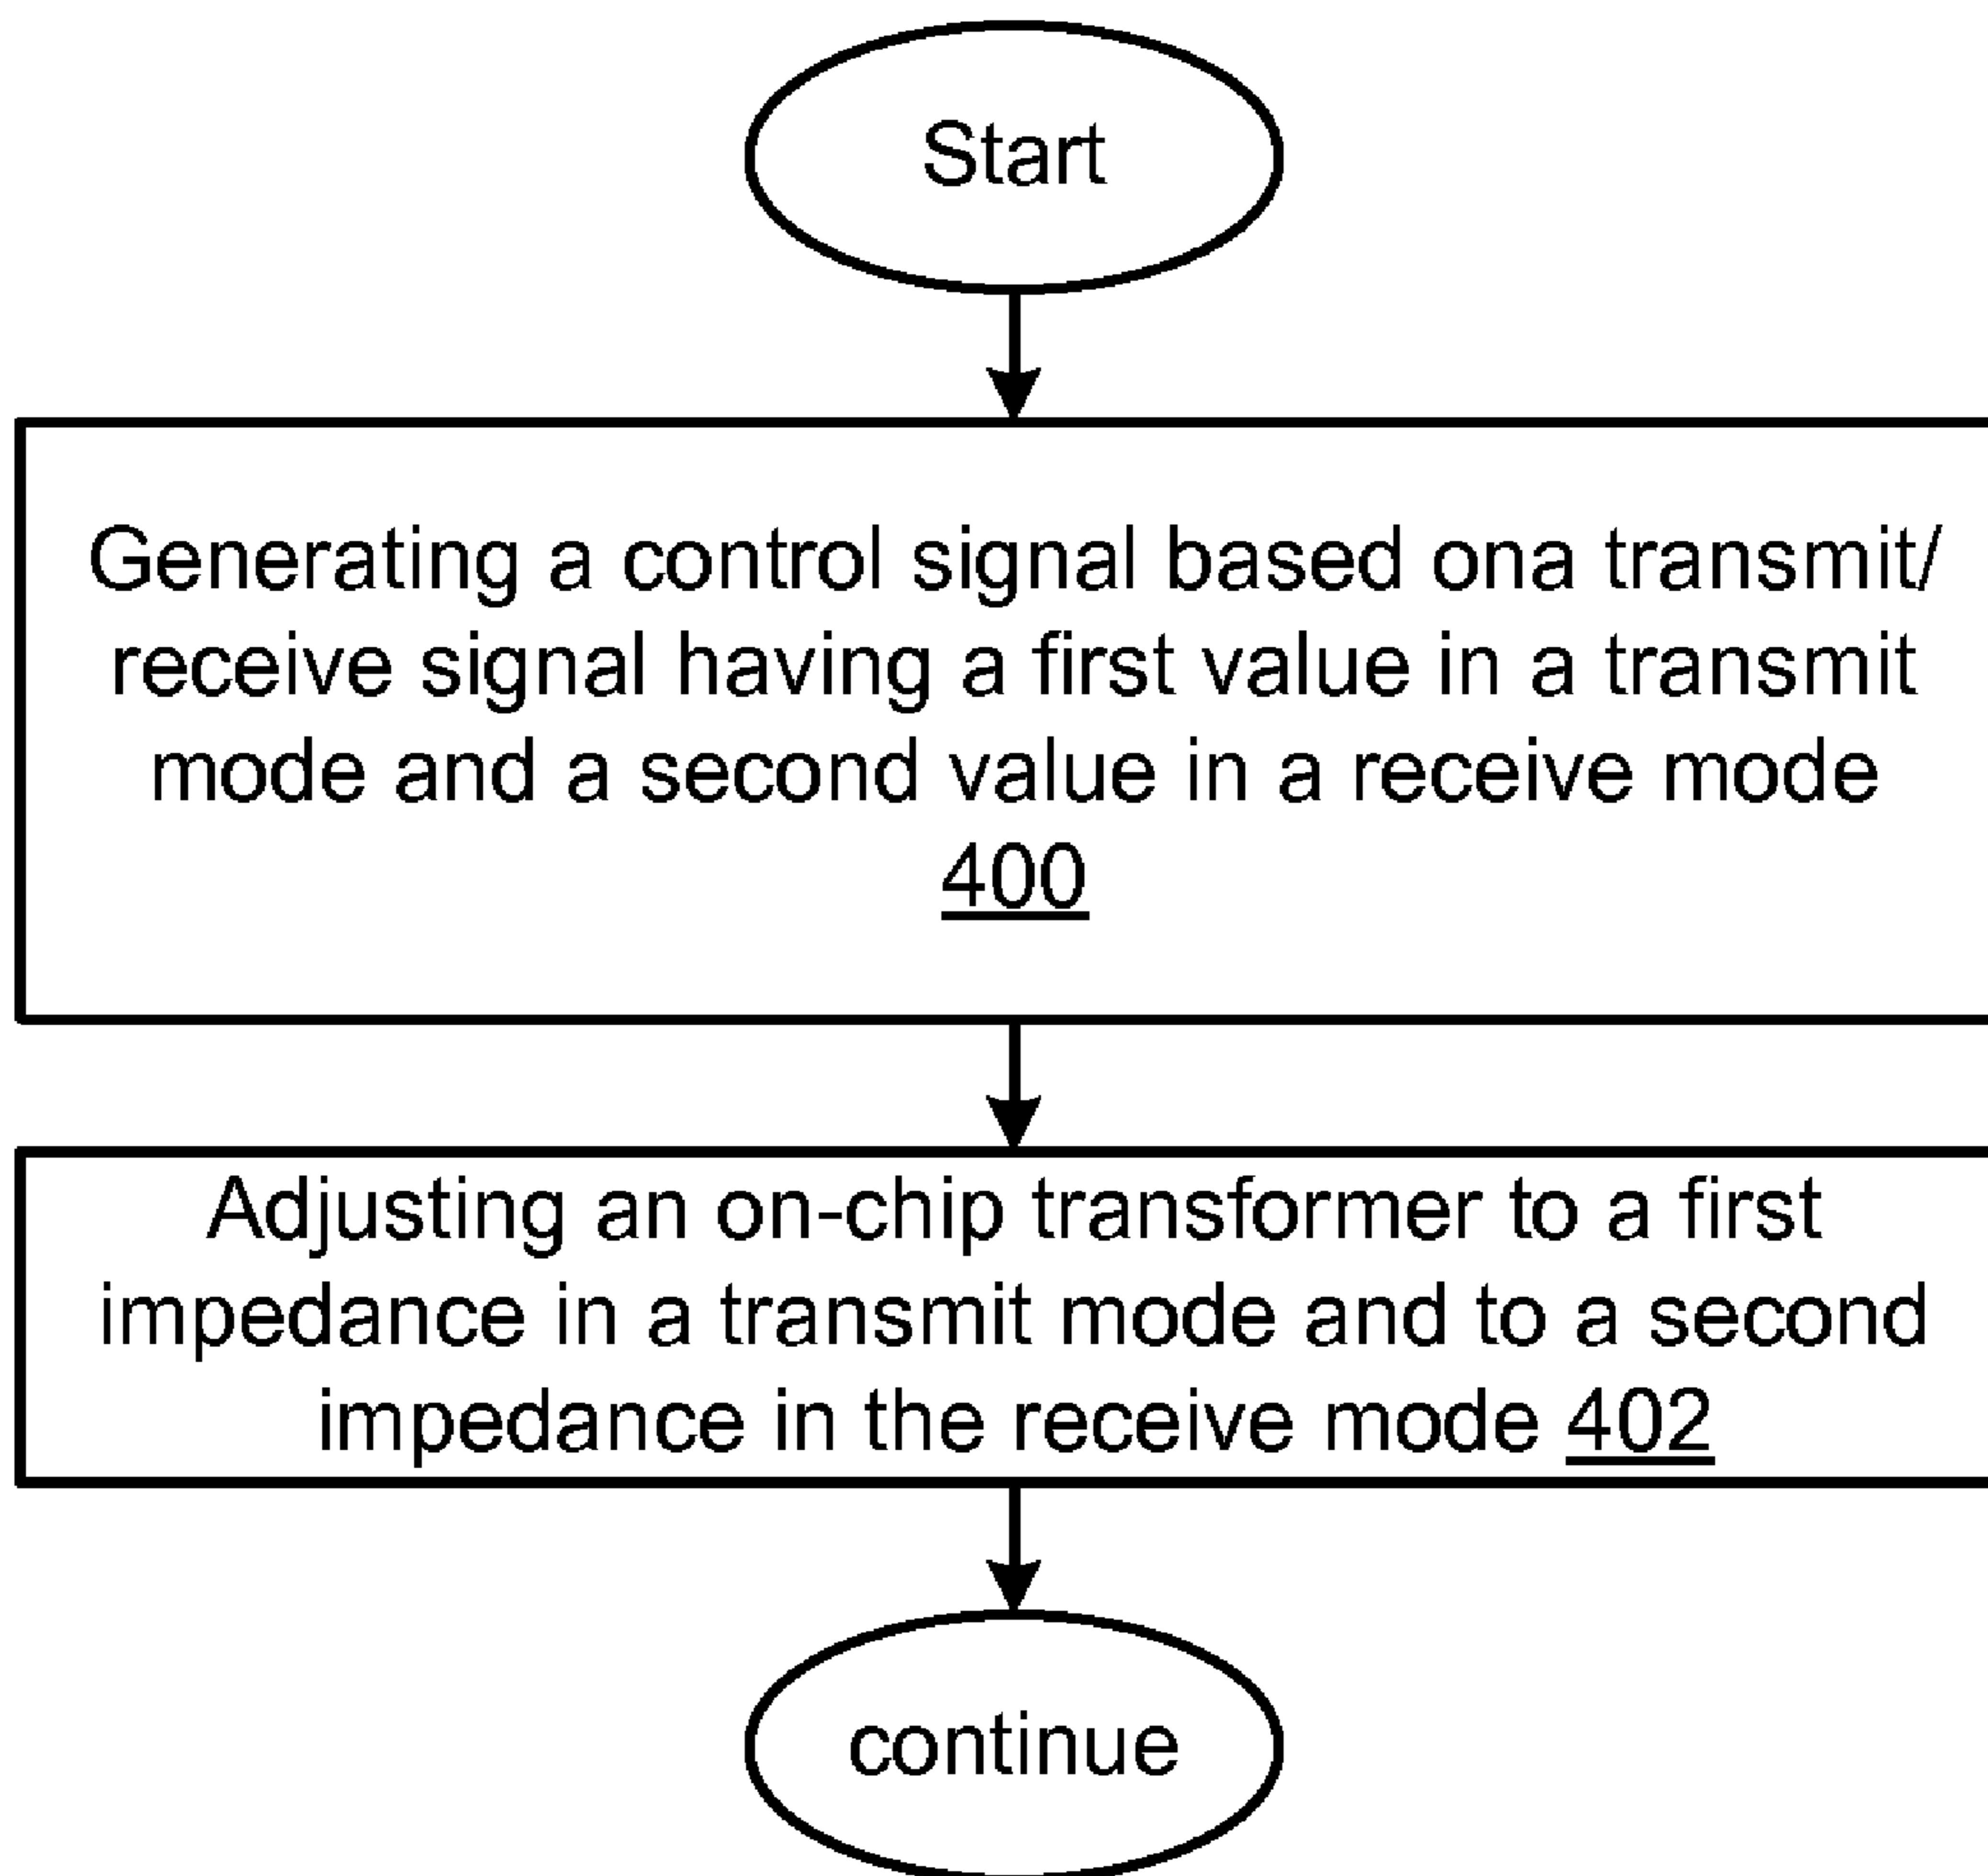 Start
Generating a control signal based ona transmit/
receive signal having a first value in a transmit
mode and a second value in a receive mode
400
Adjusting an on-chip transformer to a first
impedance in a transmit mode and to a second
impedance in the receive mode 402
continue